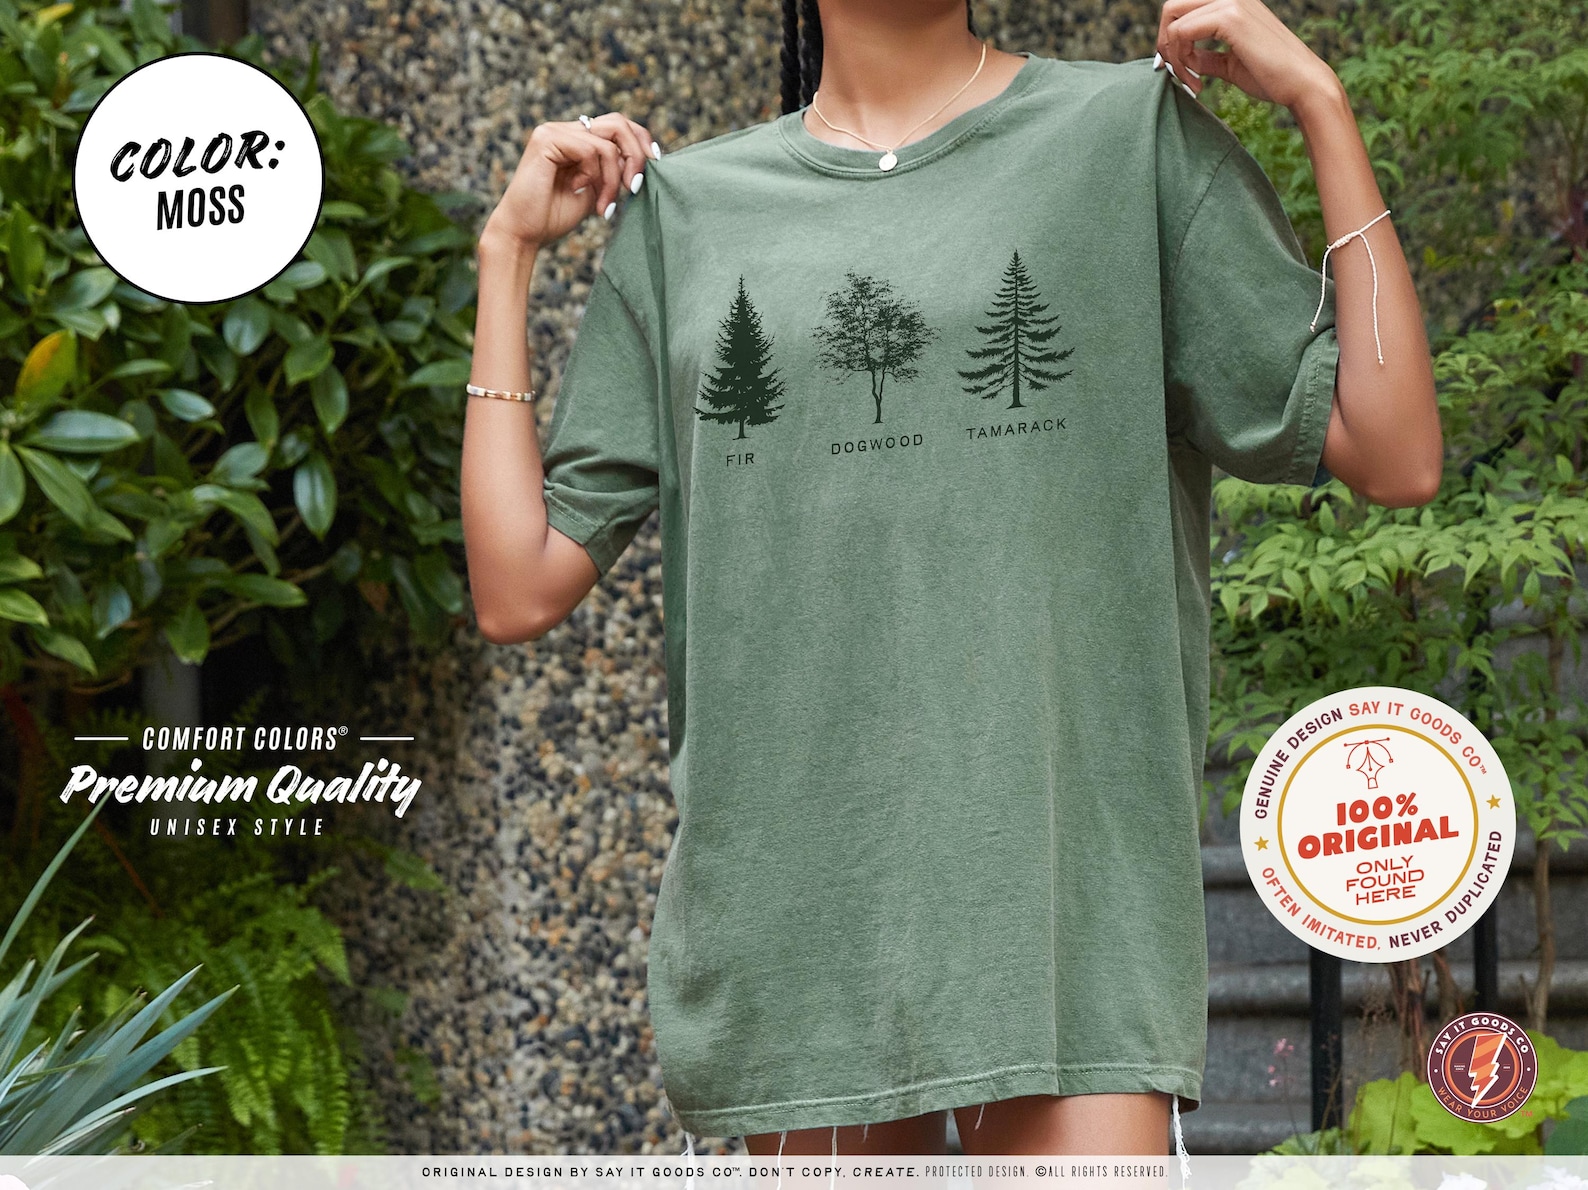 COLOR:
MOSS
FIR
DOGWOOD
TAMARACK
COMFORT COLORS®
Premium Quality
UNISEX STYLE
GENUINE DESIGN SAY IT GOODS CO™
100%
ORIGINAL
ONLY
FOUND
HERE
OFTEN IMITATED, NEVER DUPLICATED
SAY IT GOODS CO
WEAR YOUR VOICE
ORIGINAL DESIGN BY SAY IT GOODS CO™. DON'T COPY, CREATE. PROTECTED DESIGN. ©ALL RIGHTS RESERVED.